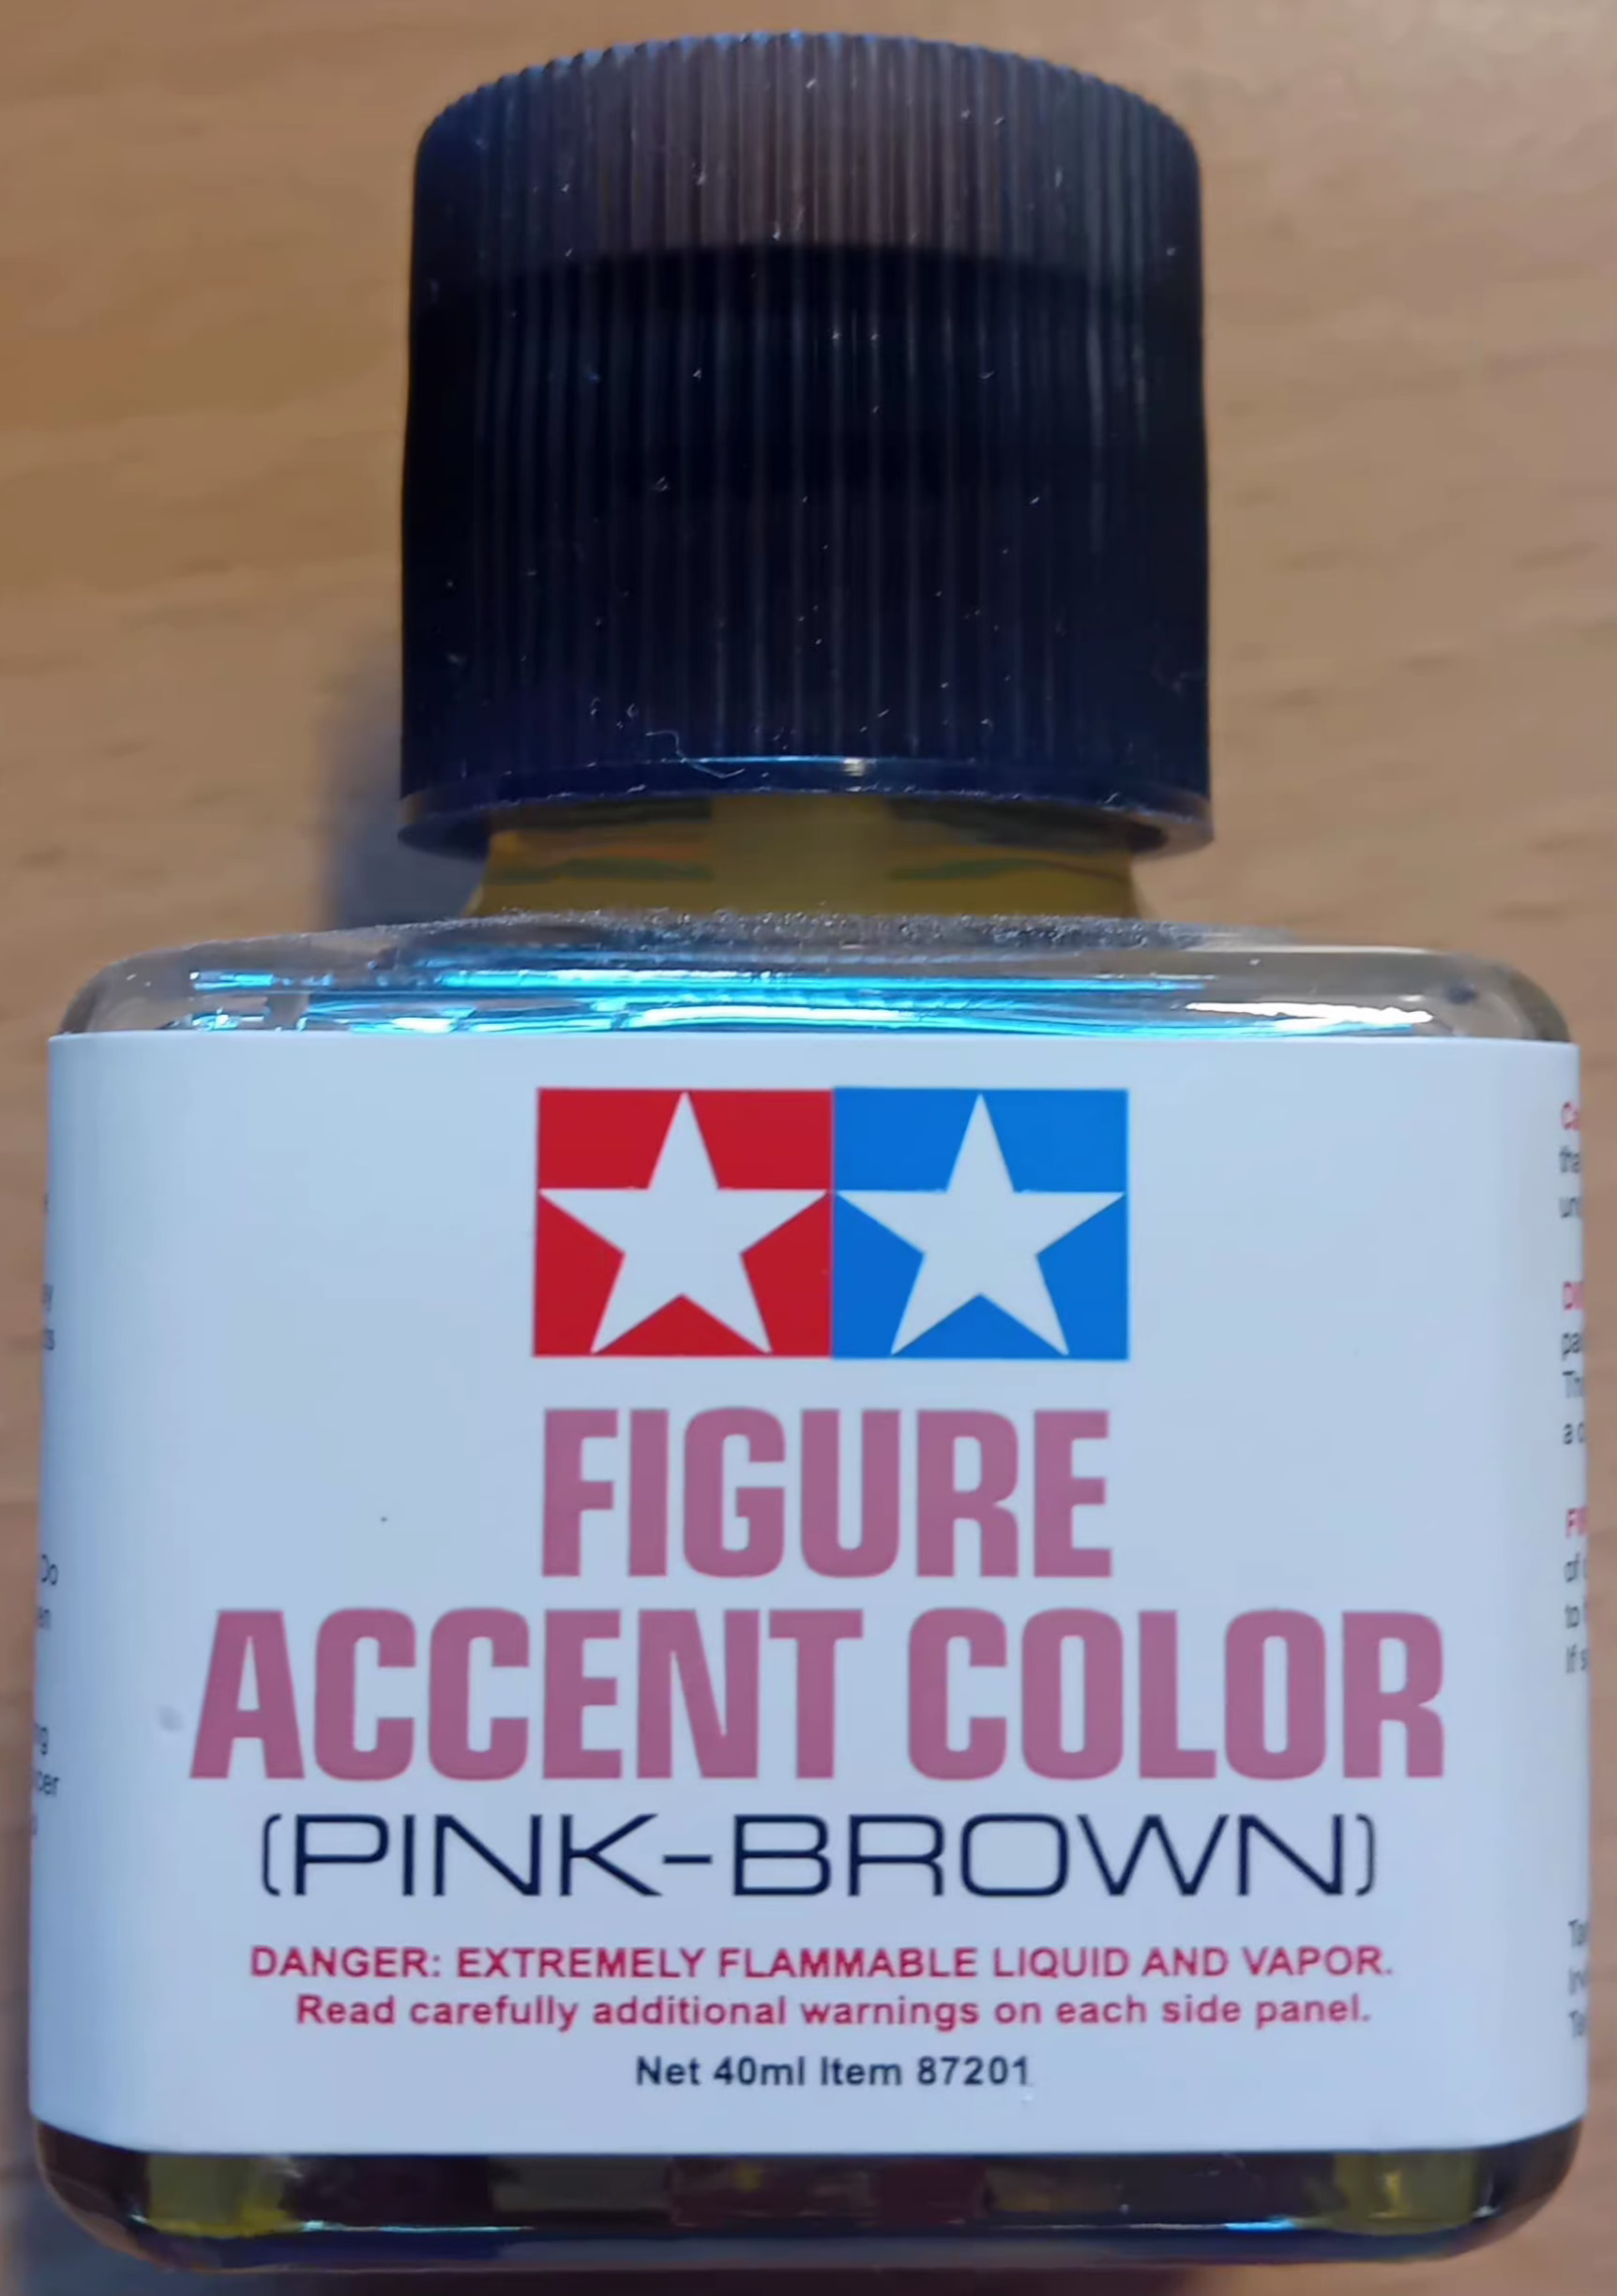 FIGURE
ACCENT COLOR
(PINK-BROWN)
DANGER: EXTREMELY FLAMMABLE LIQUID AND VAPOR.
Read carefully additional warnings on each side panel.
Net 40ml Item 87201